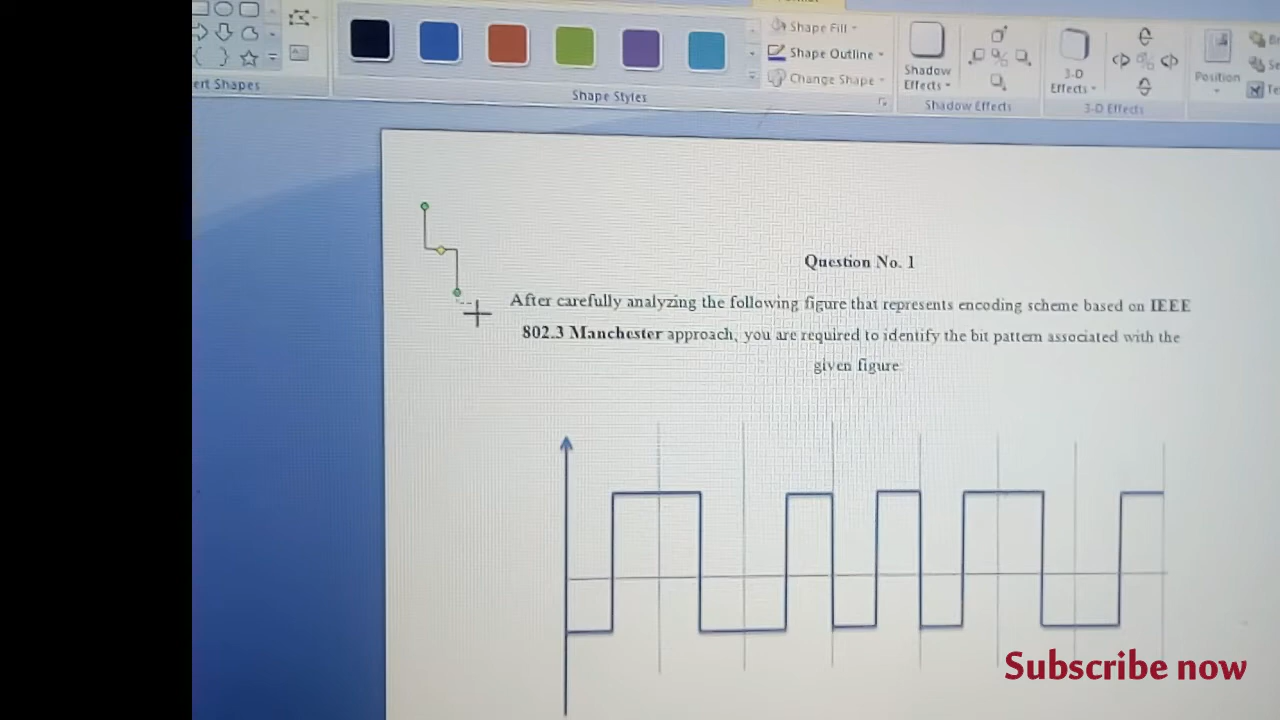 Shape Fill
Shape Outline
Change Shape
Shadow
Effects
3-D
Effects
Position
ert Shapes
Shape Styles
Shadow Effects
3-D Effects
Question No. 1
After carefully analyzing the following figure that represents encoding scheme based on IEEE
802.3 Manchester approach, you are required to identify the bit pattern associated with the
given figure
Subscribe now